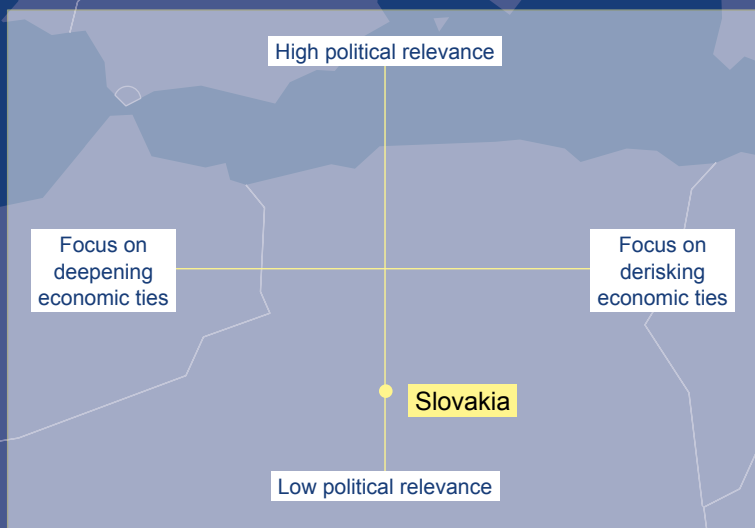 High political relevance
Focus on
deepening
economic ties
Focus on
derisking
economic ties
Slovakia
Low political relevance